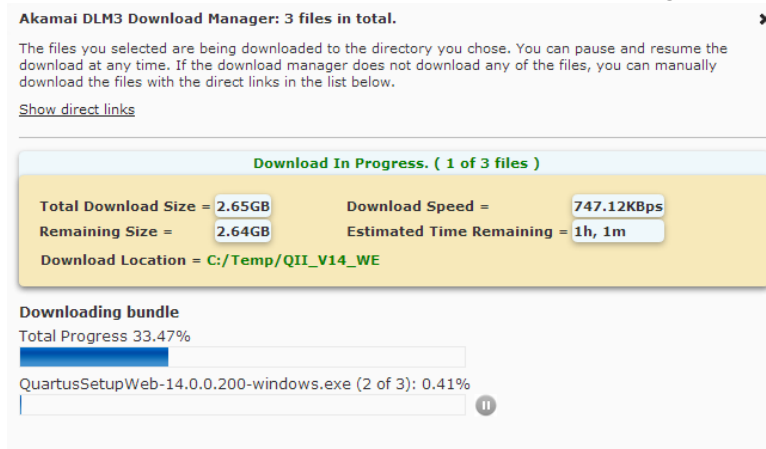 Akamai DLM3 Download Manager: 3 files in total.
The files you selected are being downloaded to the directory you chose. You can pause and resume the
download at any time. If the download manager does not download any of the files, you can manually
download the files with the direct links in the list below.
Show direct links
Download In Progress. ( 1 of 3 files )
Total Download Size = 2.65GB Download Speed = 747.12KBps
Remaining Size = 2.64GB Estimated Time Remaining = 1h, 1m
Download Location = C:/Temp/QII_V14_WE
Downloading bundle
Total Progress 33.47%
QuartusSetupWeb-14.0.0.200-windows.exe (2 of 3): 0.41%